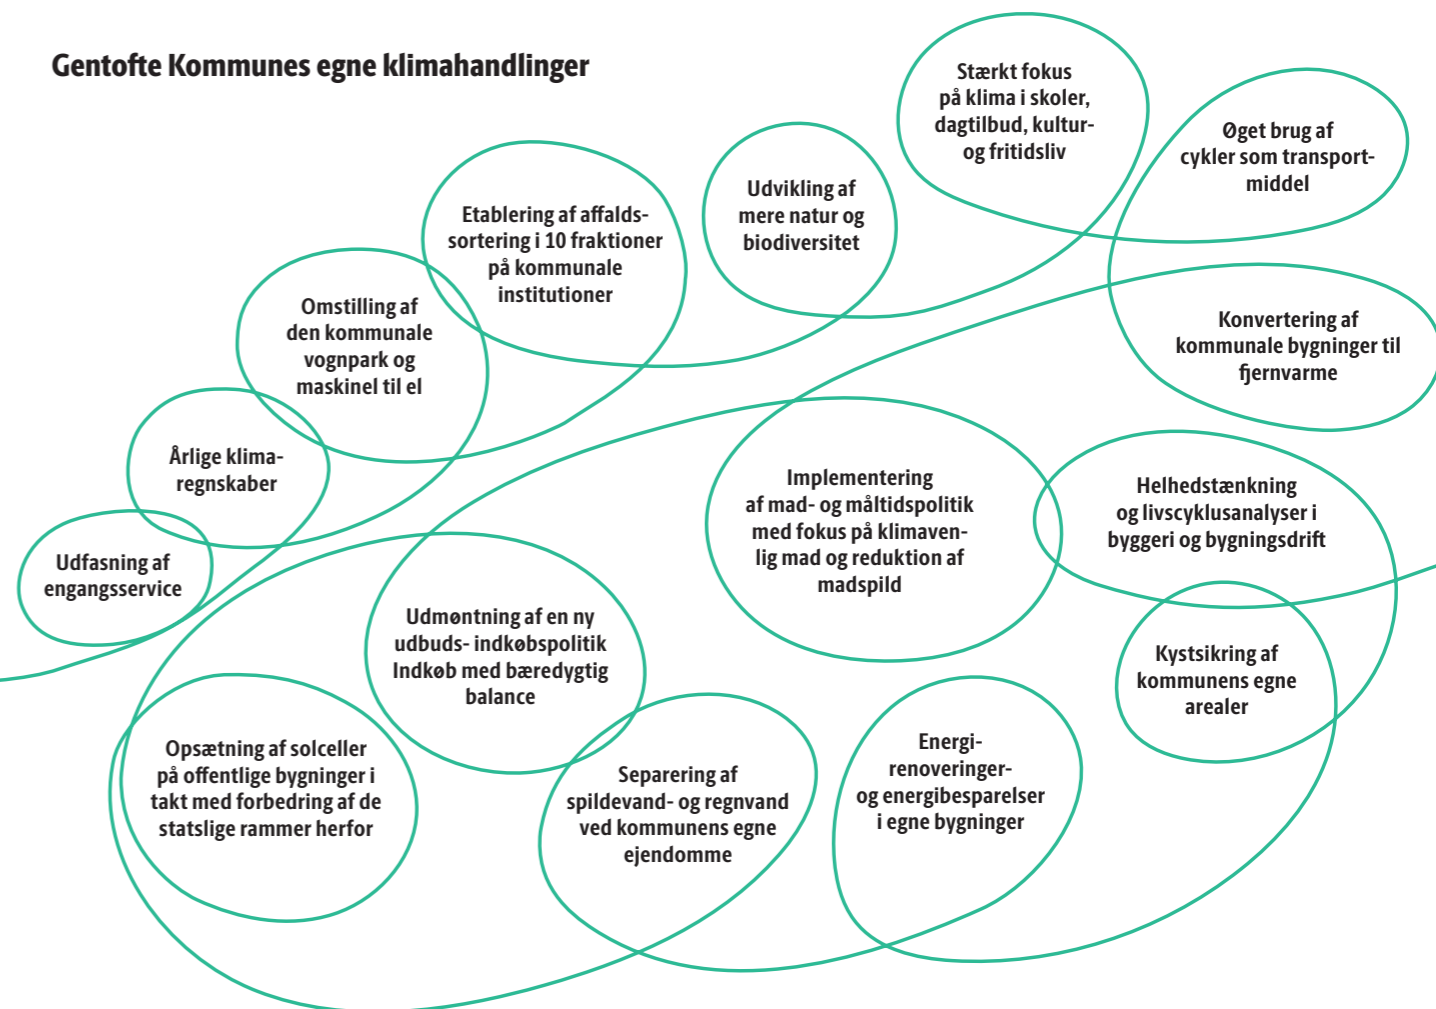 Gentofte Kommunes egne klimahandlinger
Stærkt fokus
på klima i skoler,
dagtilbud, kultur-
og fritidsliv
Øget brug af
cykler som transport-
middel
Udvikling af
mere natur og
biodiversitet
Etablering af affalds-
sortering i 10 fraktioner
på kommunale
institutioner
Omstilling af
den kommunale
vognpark og
maskinel til el
Konvertering af
kommunale bygninger til
fjernvarme
Årlige klima-
regnskaber
Implementering
af mad- og måltidspolitik
med fokus på klimaven-
lig mad og reduktion af
madspild
Helhedstænkning
og livscyklusanalyser i
byggeri og bygningsdrift
Udfasning af
engangsservice
Udmøntning af en ny
udbuds- indkøbspolitik
Indkøb med bæredygtig
balance
Kystsikring af
kommunens egne
arealer
Opsætning af solceller
på offentlige bygninger i
takt med forbedring af de
statslige rammer herfor
Separering af
spildevand- og regnvand
ved kommunens egne
ejendomme
Energi-
renoveringer-
og energibesparelser
i egne bygninger